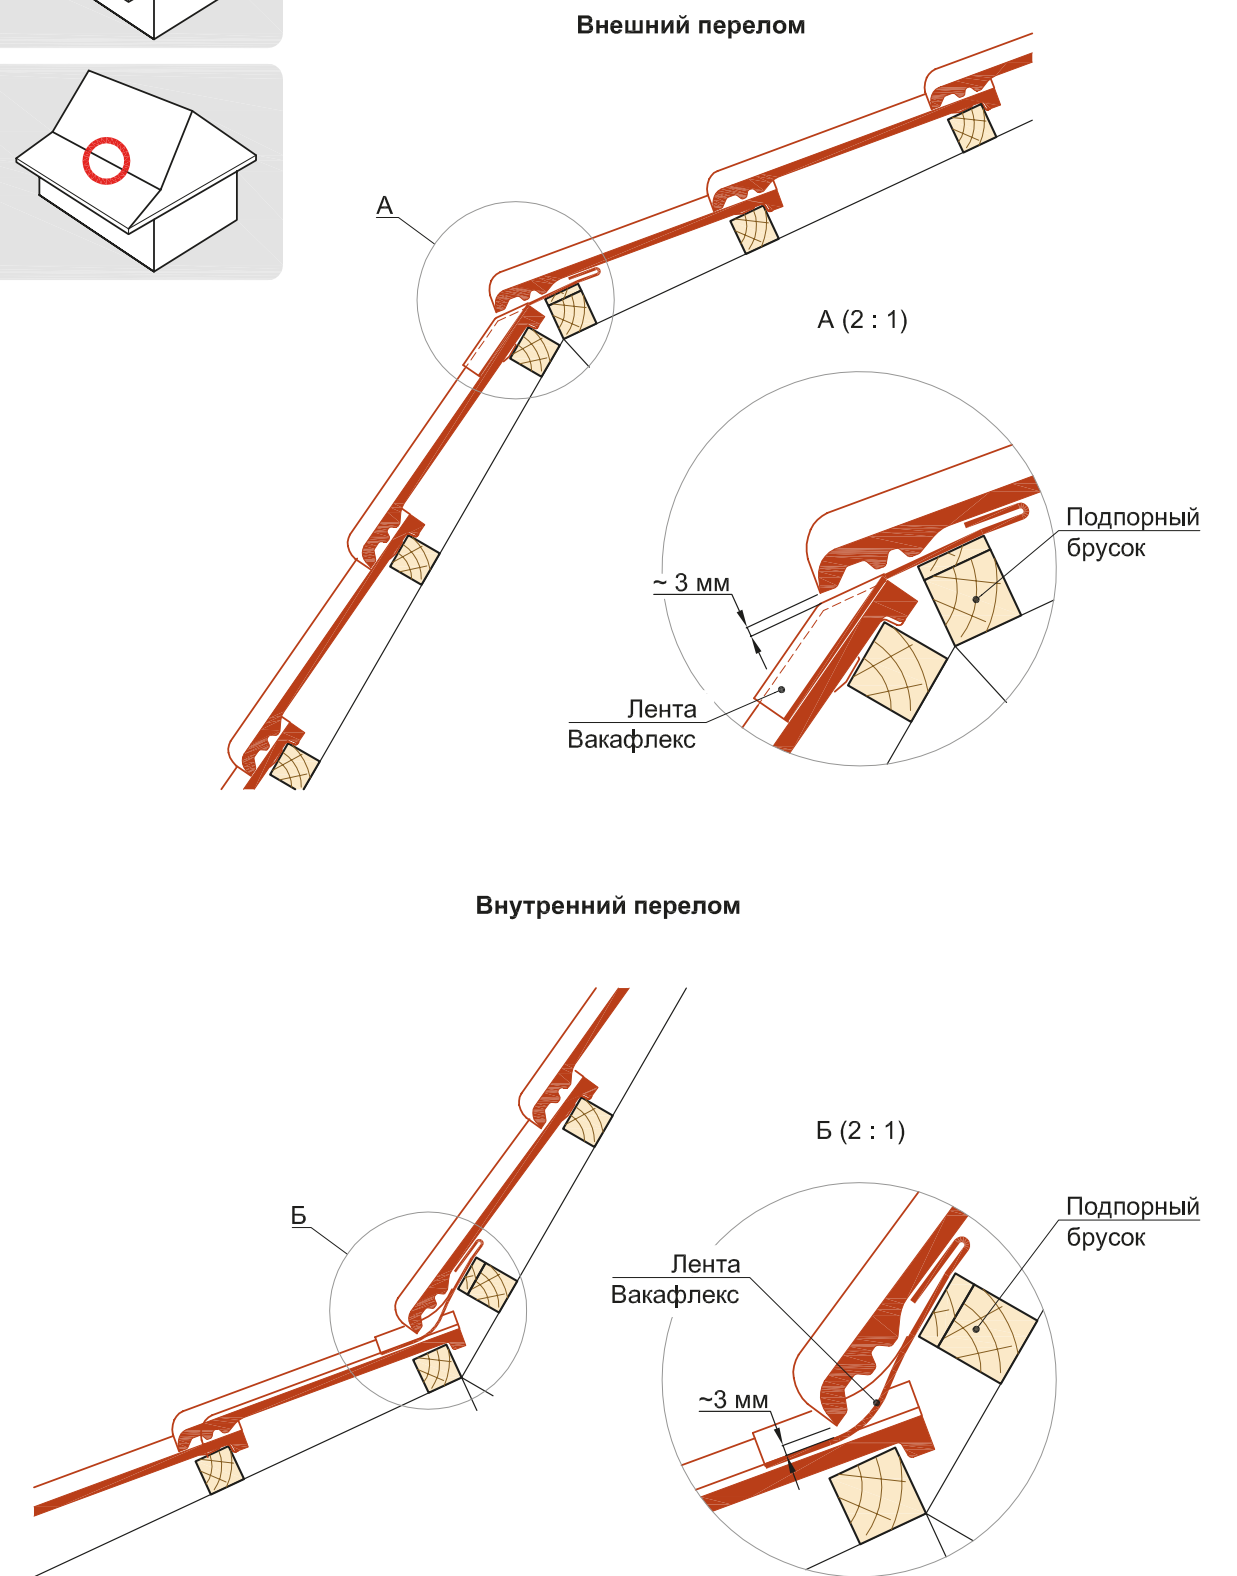 Внешний перелом
А
А (2 : 1)
Подпорный
брусок
~ 3 мм
Лента
Вакафлекс
Внутренний перелом
Б (2 : 1)
Б
Подпорный
брусок
Лента
Вакафлекс
~3 мм